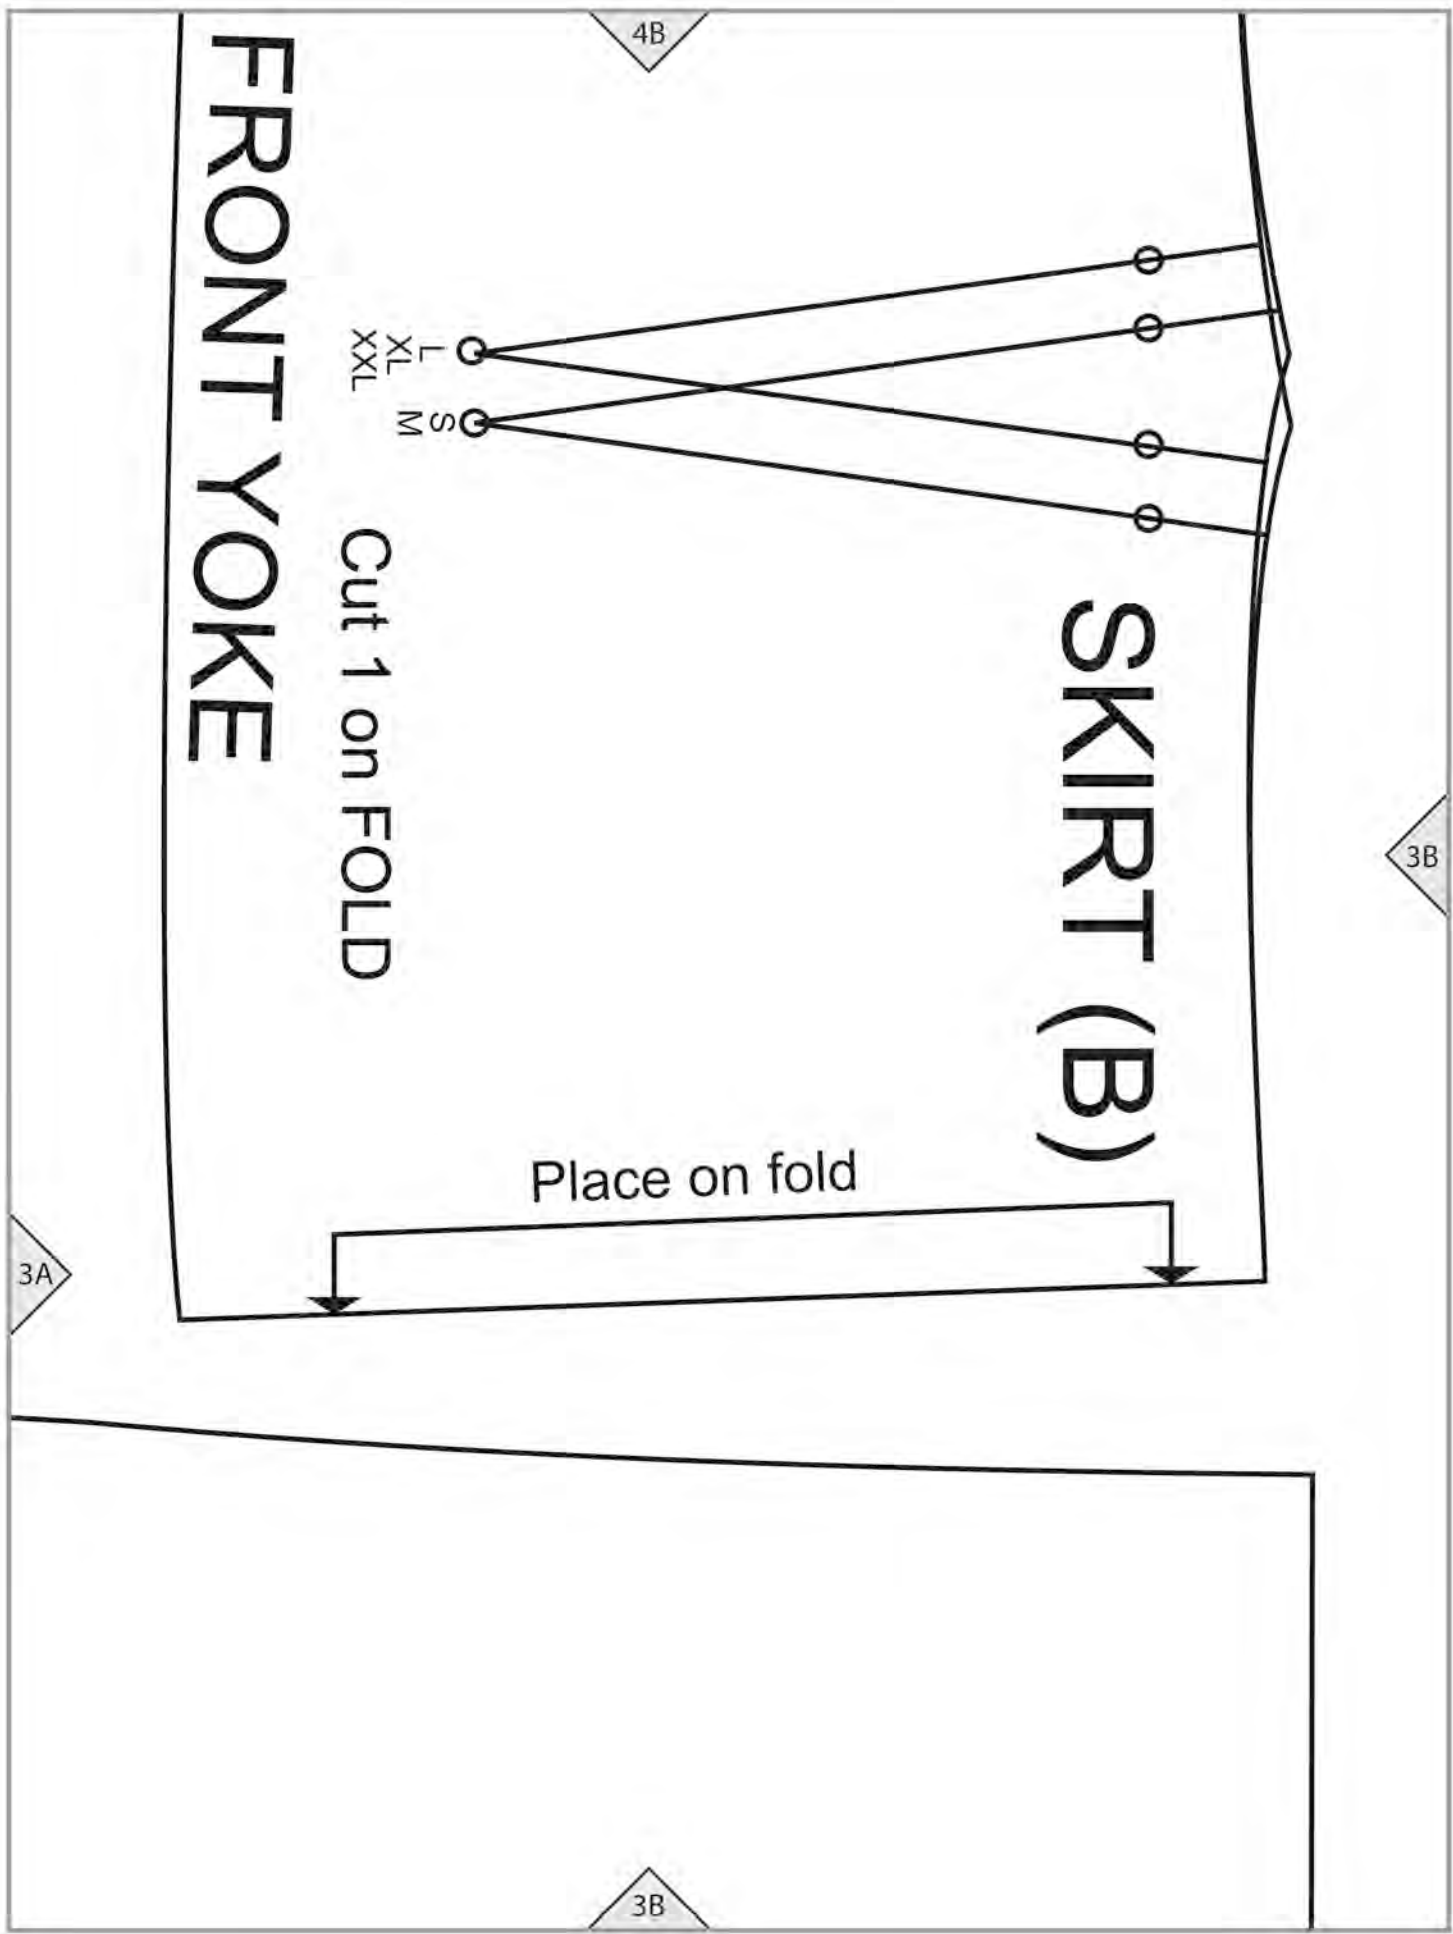 4B
SKIRT (B)
FRONT YOKE
Cut 1 on FOLD
L
XL
XXL
S
M
Place on fold
3A
3B
3B